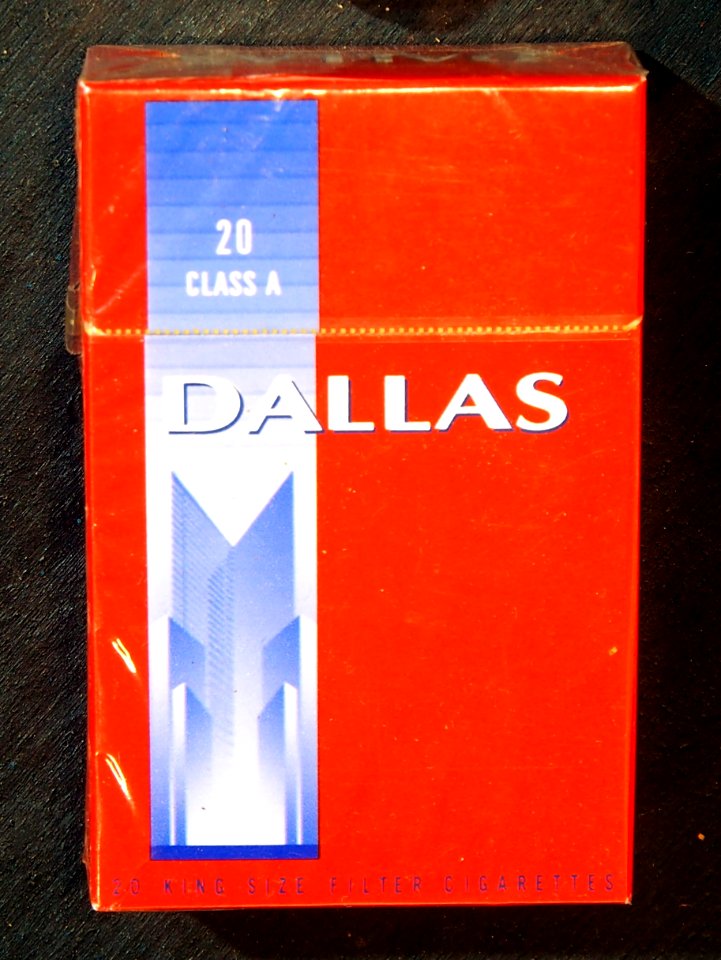 20
CLASS A
DALLAS
20 KING SIZE FILTER CIGARETTES